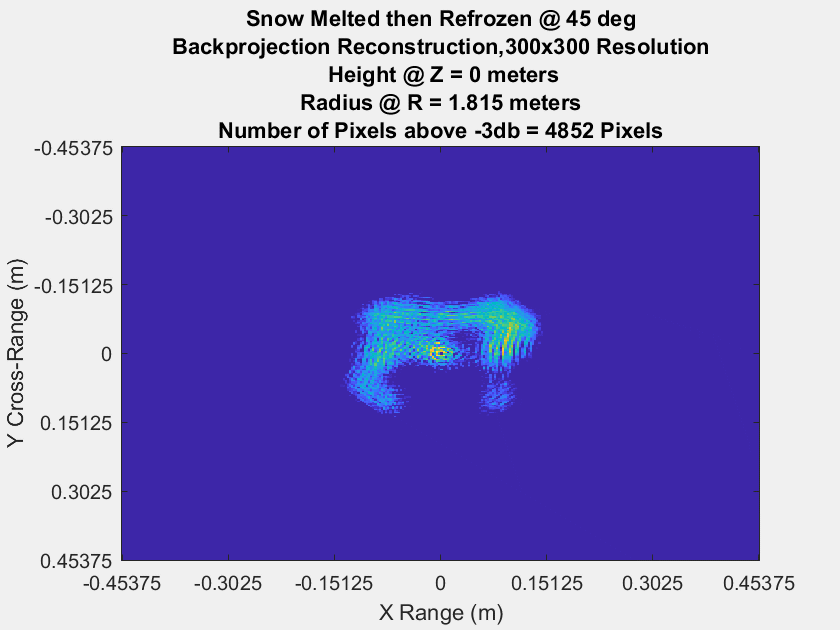 Snow Melted then Refrozen @ 45 deg
Backprojection Reconstruction,300x300 Resolution
Height @ Z = 0 meters
Radius @ R = 1.815 meters
Number of Pixels above -3db = 4852 Pixels
-0.45375
-0.3025
-0.15125
0
0.15125
0.3025
0.45375
Y Cross-Range (m)
-0.45375 -0.3025 -0.15125 0 0.15125 0.3025 0.45375
X Range (m)